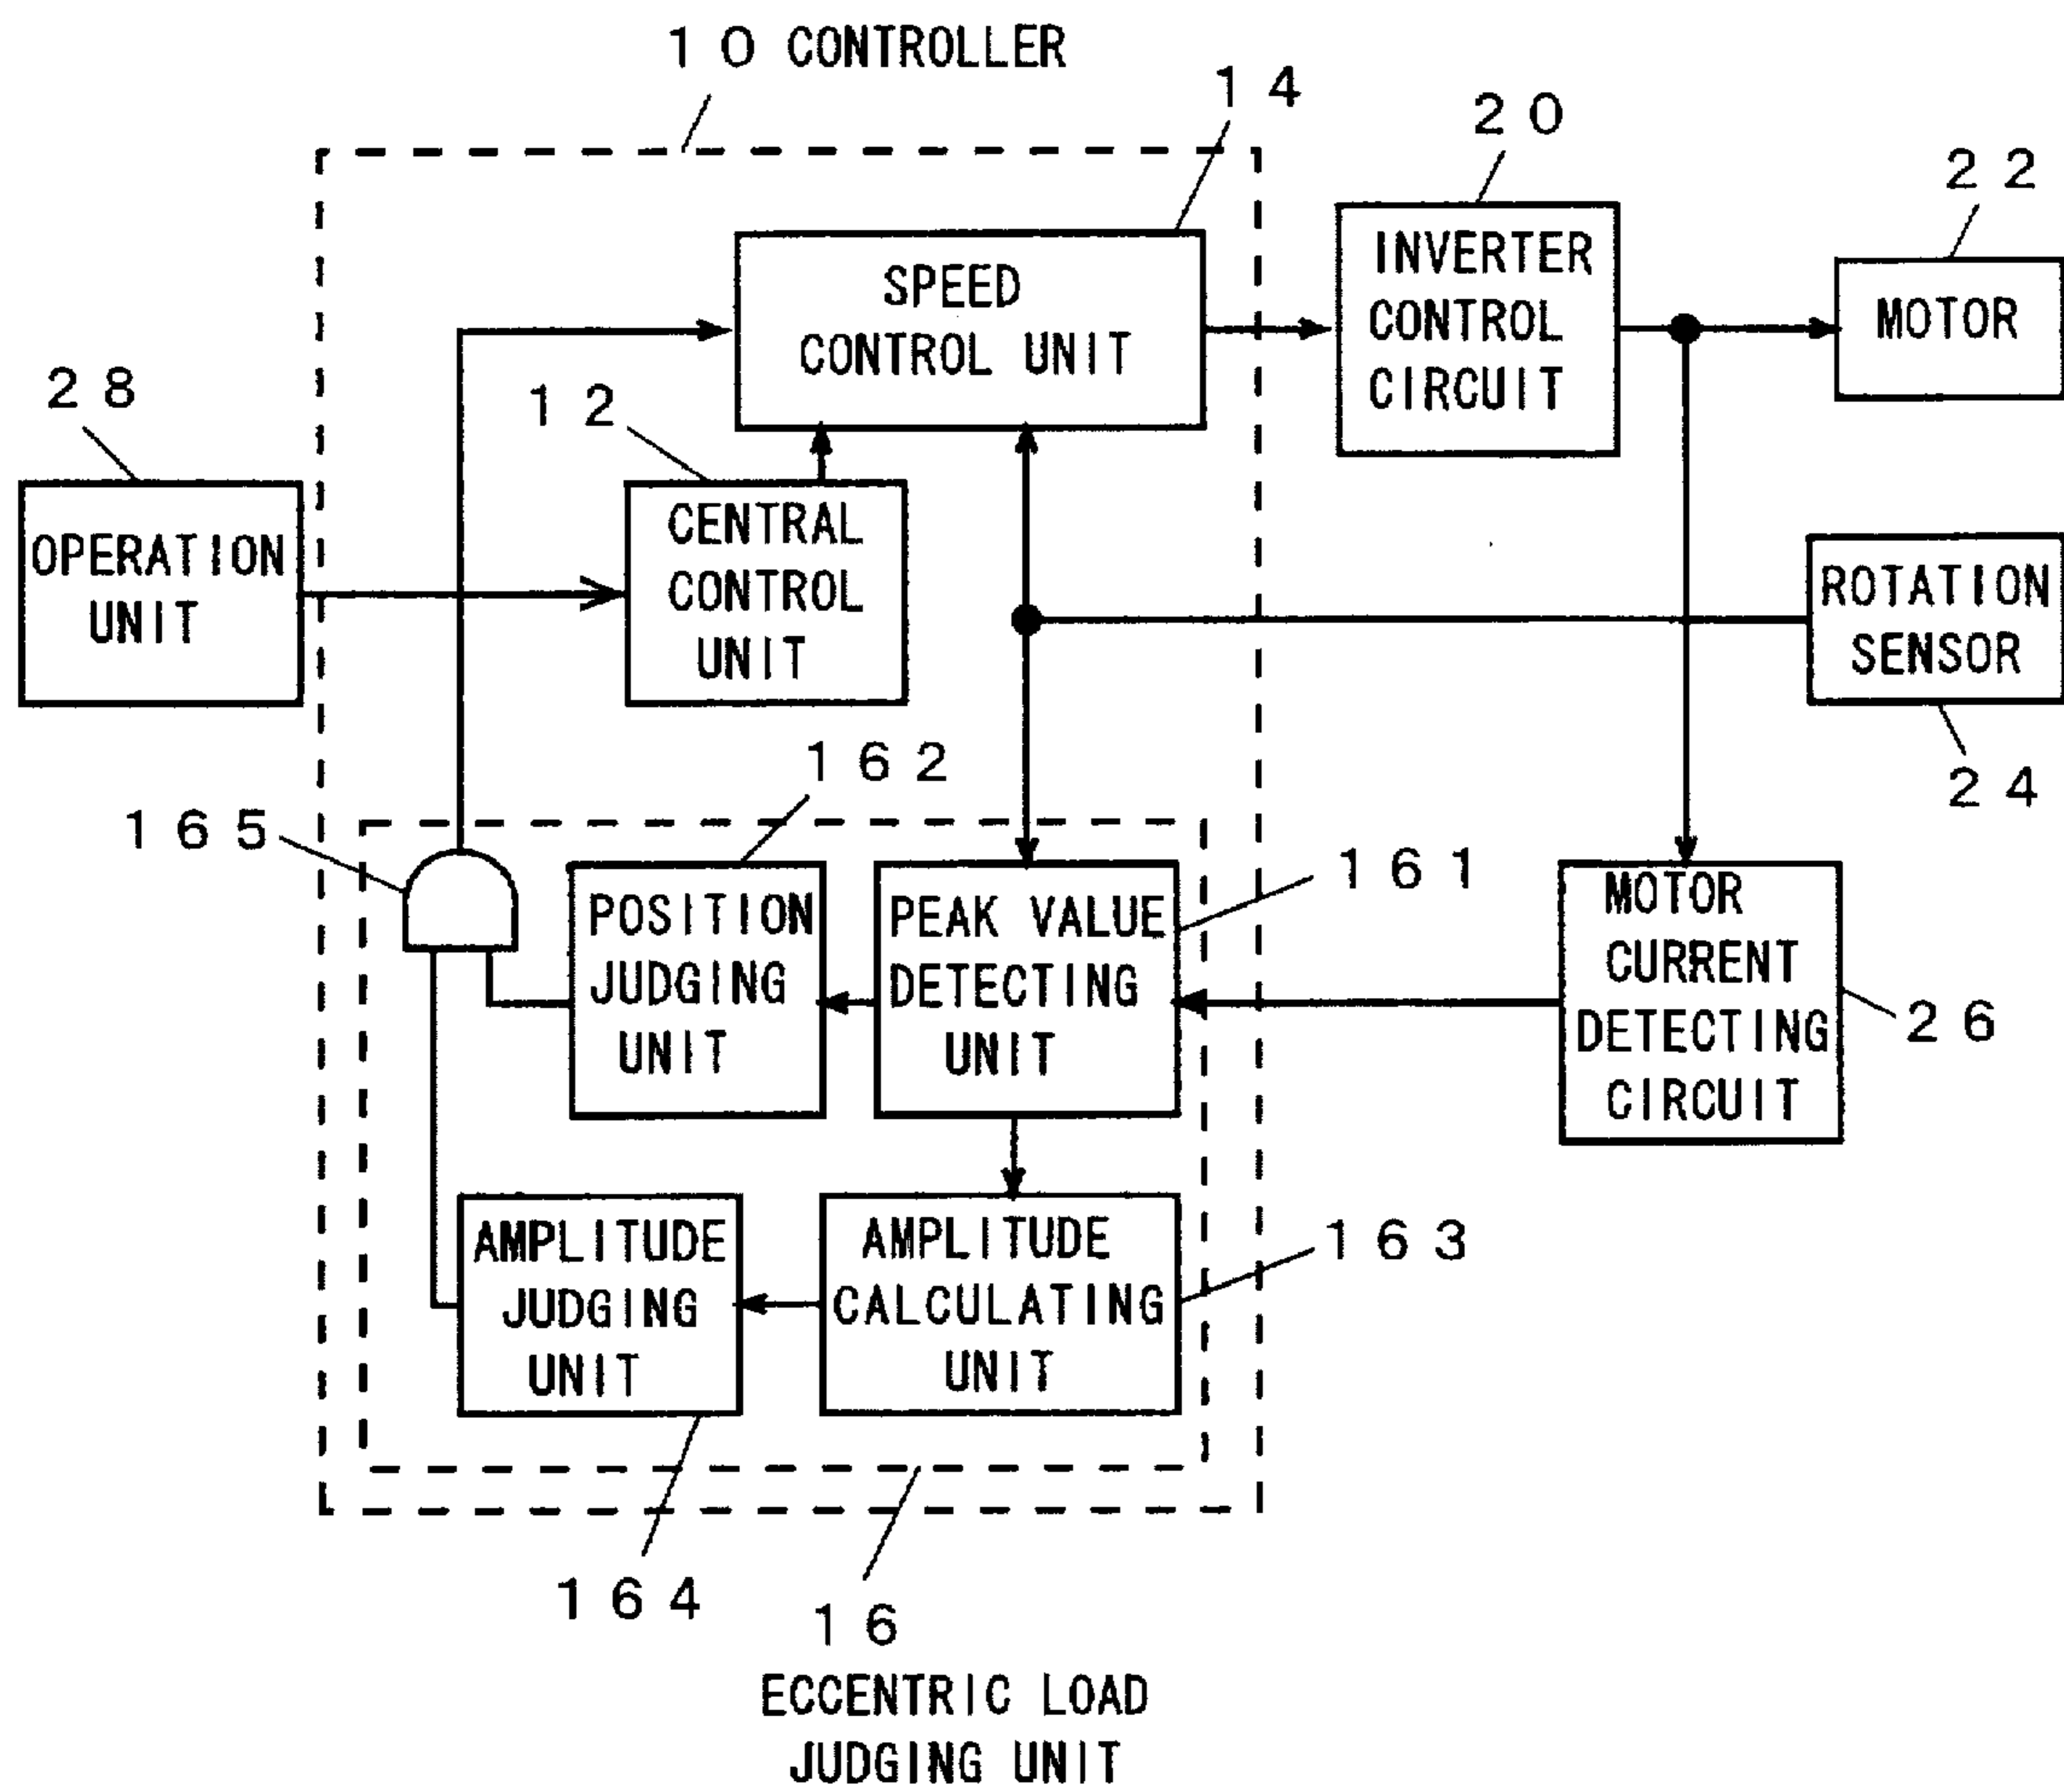 10 CONTROLLER
14
20
22
SPEED
CONTROL UNIT
INVERTER
CONTROL
CIRCUIT
MOTOR
28
12
OPERATION
UNIT
CENTRAL
CONTROL
UNIT
ROTATION
SENSOR
24
162
165
161
POSITION
JUDGING
UNIT
PEAK VALUE
DETECTING
UNIT
MOTOR
CURRENT
DETECTING
CIRCUIT
26
AMPLITUDE
JUDGING
UNIT
AMPLITUDE
CALCULATING
UNIT
163
164
16
ECCENTRIC LOAD
JUDGING UNIT